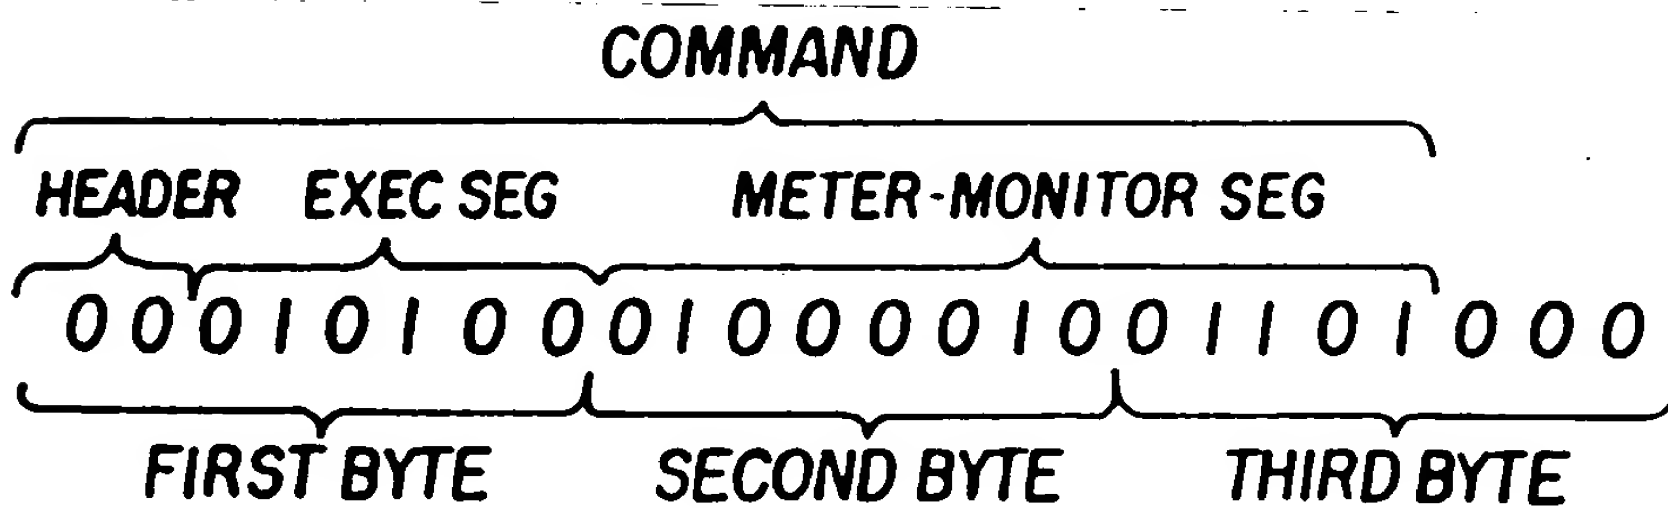 COMMAND
HEADER EXEC SEG METER-MONITOR SEG
0 0 0 1 0 1 0 0 0 1 0 0 0 0 1 0 0 1 1 0 1 0 0 0
FIRST BYTE SECOND BYTE THIRD BYTE